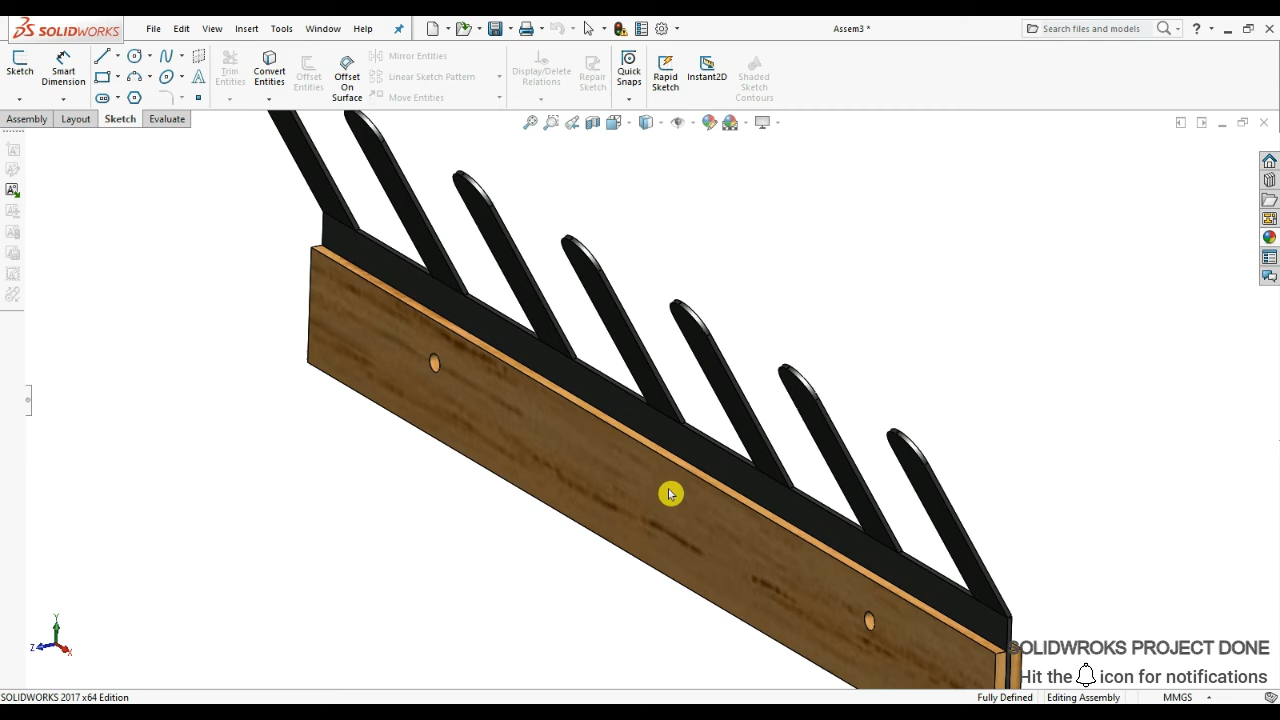 SOLIDWORKS File Edit View Insert Tools Window Help Assem3 * Search files and models ?
Sketch Smart Dimension Trim Entities Convert Entities Offset Entities Offset On Surface Mirror Entities Linear Sketch Pattern Move Entities Display/Delete Relations Repair Sketch Quick Snaps Rapid Sketch Instant2D Shaded Sketch Contours
Assembly Layout Sketch Evaluate
Y
Z
X
SOLIDWROKS PROJECT DONE
Hit the icon for notifications
SOLIDWORKS 2017 x64 Edition Fully Defined Editing Assembly MMGS